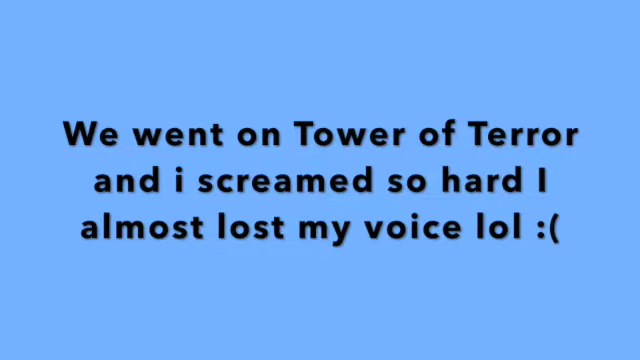 We went on Tower of Terror
and i screamed so hard I
almost lost my voice lol :(